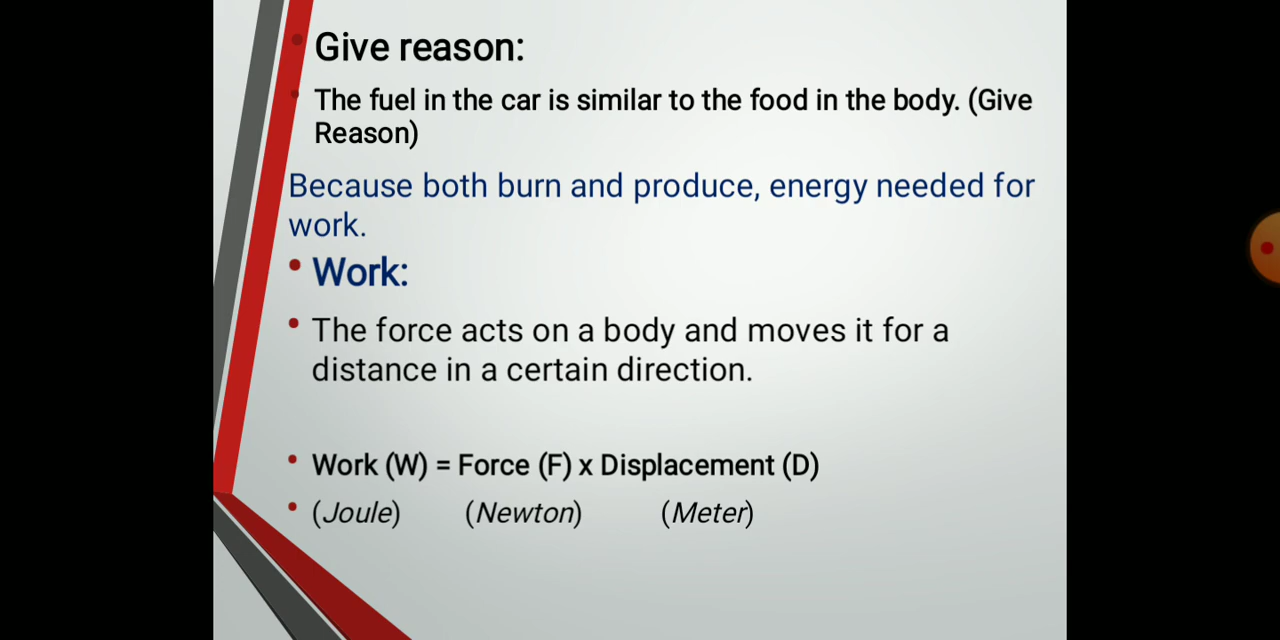 Give reason:
The fuel in the car is similar to the food in the body. (Give
Reason)
Because both burn and produce, energy needed for
work.
Work:
The force acts on a body and moves it for a
distance in a certain direction.
Work (W) = Force (F) x Displacement (D)
(Joule) (Newton) (Meter)